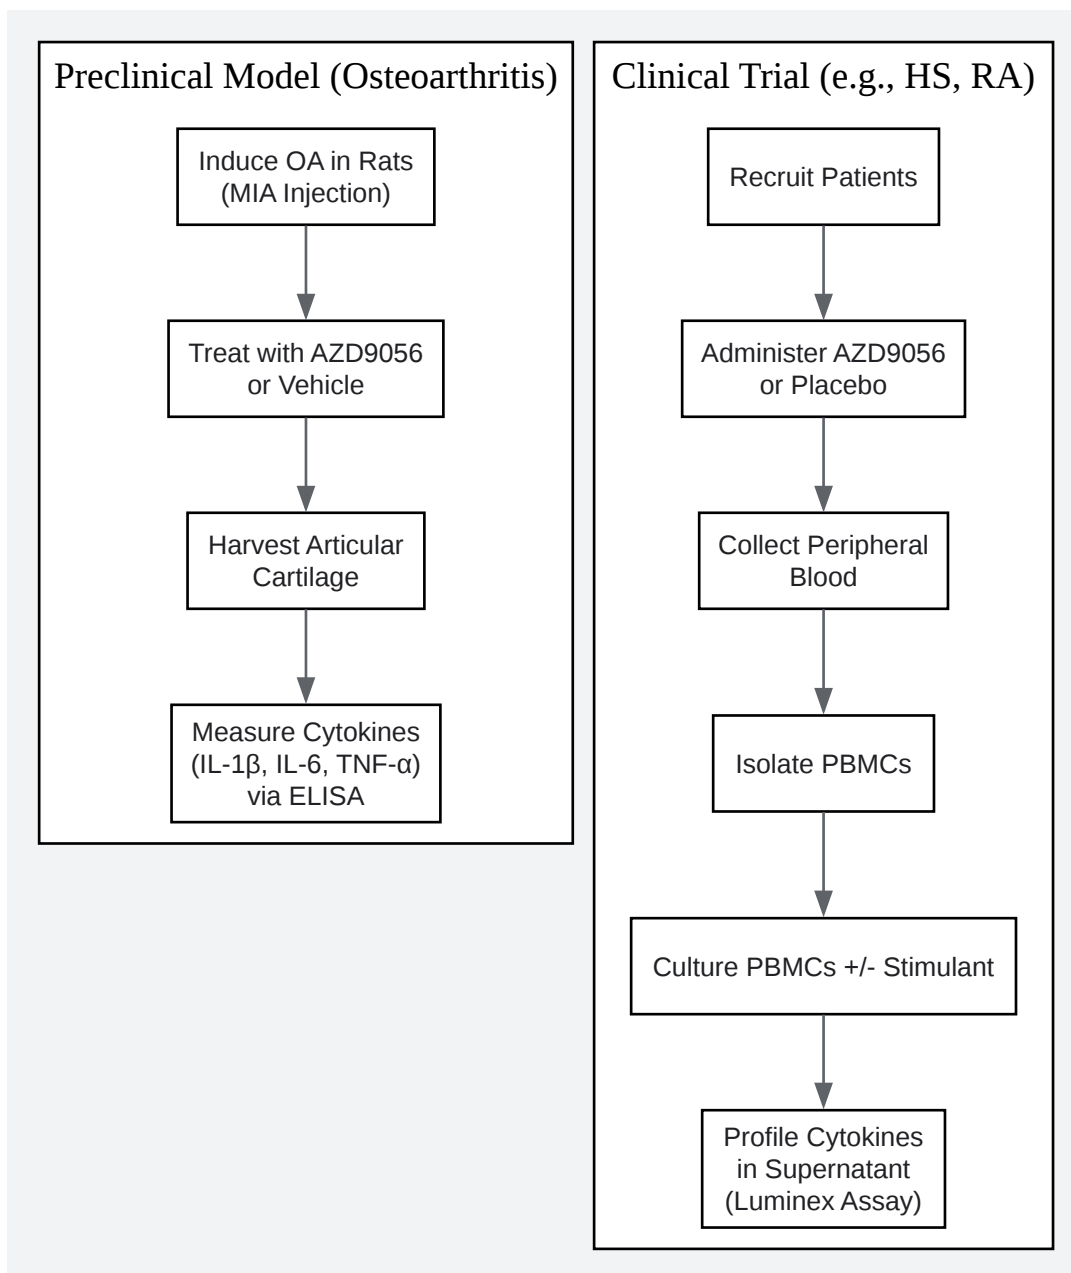 Preclinical Model (Osteoarthritis)
Induce OA in Rats
(MIA Injection)
Treat with AZD9056
or Vehicle
Harvest Articular
Cartilage
Measure Cytokines
(IL-1β, IL-6, TNF-α)
via ELISA
Clinical Trial (e.g., HS, RA)
Recruit Patients
Administer AZD9056
or Placebo
Collect Peripheral
Blood
Isolate PBMCs
Culture PBMCs +/- Stimulant
Profile Cytokines
in Supernatant
(Luminex Assay)